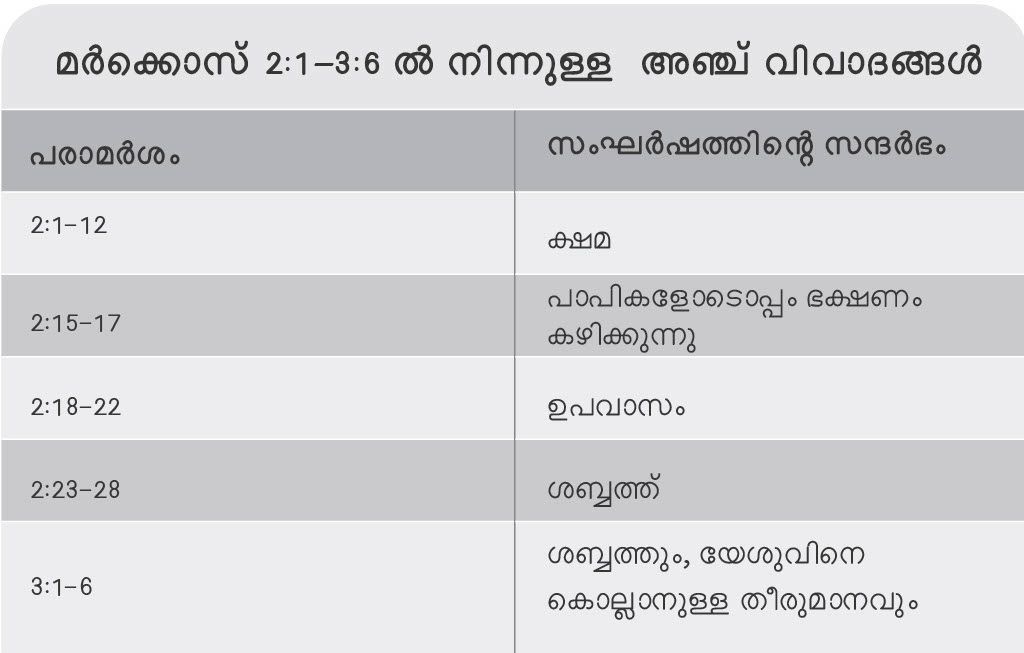 മർക്കൊസ് 2:1–3:6 ൽ നിന്നുള്ള അഞ്ച് വിവാദങ്ങൾ
പരാമർശം
സംഘർഷത്തിന്റെ സന്ദർഭം
2:1–12
ക്ഷമ
2:15–17
പാപികളോടൊപ്പം ഭക്ഷണം
കഴിക്കുന്നു
2:18–22
ഉപവാസം
2:23–28
ശബ്ബത്ത്
3:1–6
ശബ്ബത്തും, യേശുവിനെ
കൊല്ലാനുള്ള തീരുമാനവും